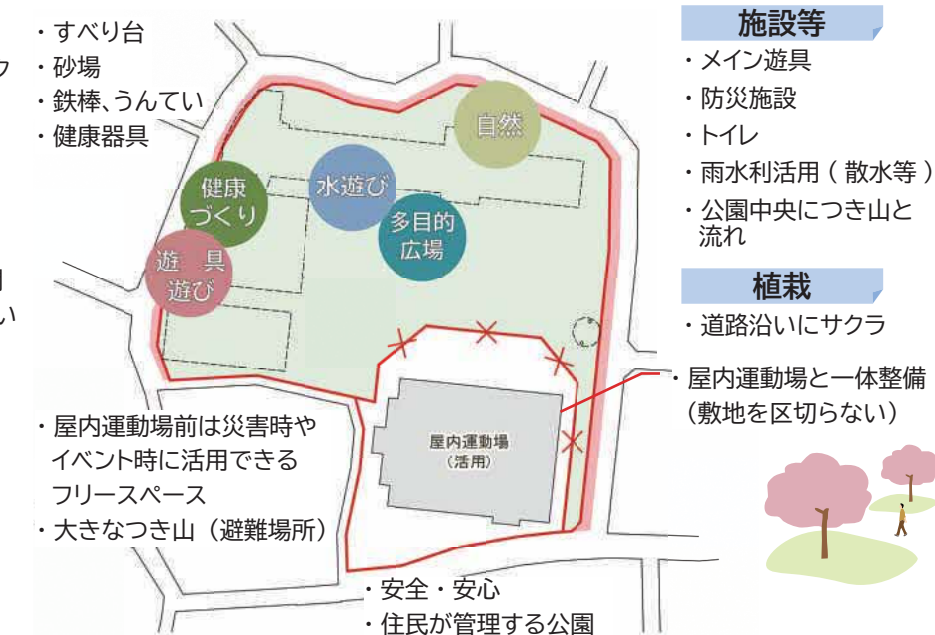 ・すべり台
・砂場
・鉄棒、うんてい
・健康器具
自然
健康
づくり
水遊び
多目的
広場
遊 具
遊び
屋内運動場
（活用）
・屋内運動場前は災害時や
イベント時に活用できる
フリースペース
・大きなつき山（避難場所）
・安全・安心
・住民が管理する公園
施設等
・メイン遊具
・防災施設
・トイレ
・雨水利活用 ( 散水等 )
・公園中央につき山と
流れ
植栽
・道路沿いにサクラ
・屋内運動場と一体整備
（敷地を区切らない）